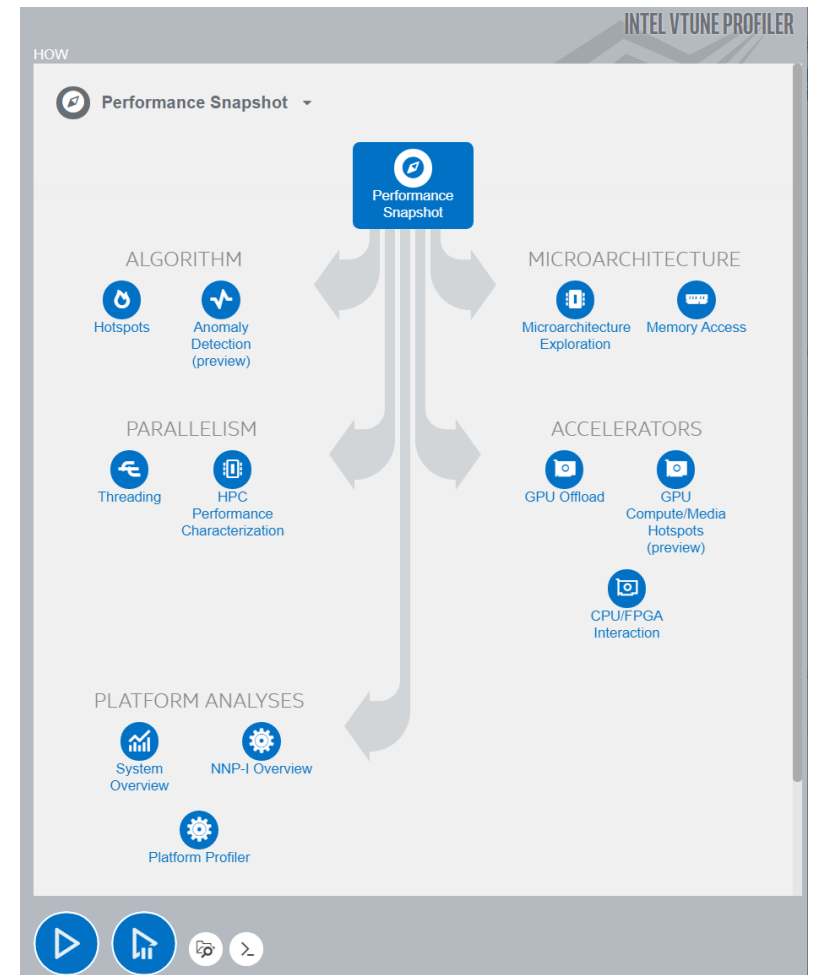 INTEL VTUNE PROFILER
HOW
Performance Snapshot
Performance
Snapshot
ALGORITHM
Hotspots
Anomaly
Detection
(preview)
MICROARCHITECTURE
Microarchitecture
Exploration
Memory Access
PARALLELISM
Threading
HPC
Performance
Characterization
ACCELERATORS
GPU Offload
GPU
Compute/Media
Hotspots
(preview)
CPU/FPGA
Interaction
PLATFORM ANALYSES
System
Overview
NNP-I Overview
Platform Profiler